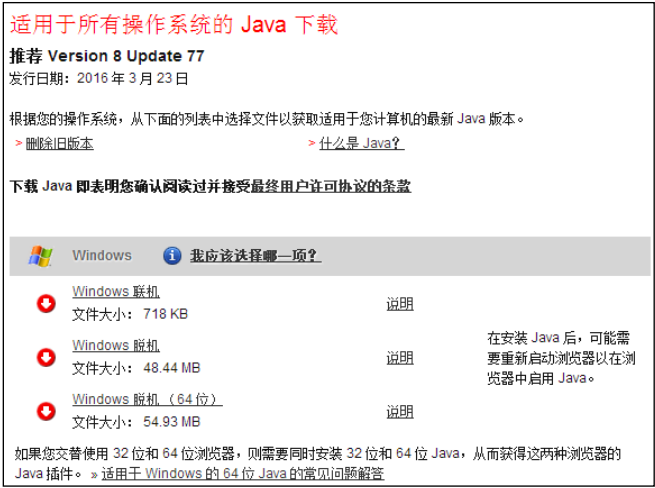 适用于所有操作系统的 Java 下载
推荐 Version 8 Update 77
发行日期：2016 年 3 月 23 日
根据您的操作系统，从下面的列表中选择文件以获取适用于您计算机的最新 Java 版本。
> 删除旧版本 > 什么是 Java？
下载 Java 即表明您确认阅读过并接受最终用户许可协议的条款
Windows i 我应该选择哪一项？
Windows 联机 说明
文件大小： 718 KB
Windows 脱机 说明
文件大小： 48.44 MB
Windows 脱机 （64 位） 说明
文件大小： 54.93 MB
在安装 Java 后，可能需
要重新启动浏览器以在浏
览器中启用 Java。
如果您交替使用 32 位和 64 位浏览器，则需要同时安装 32 位和 64 位 Java，从而获得这两种浏览器的
Java 插件。 » 适用于 Windows 的 64 位 Java 的常见问题解答